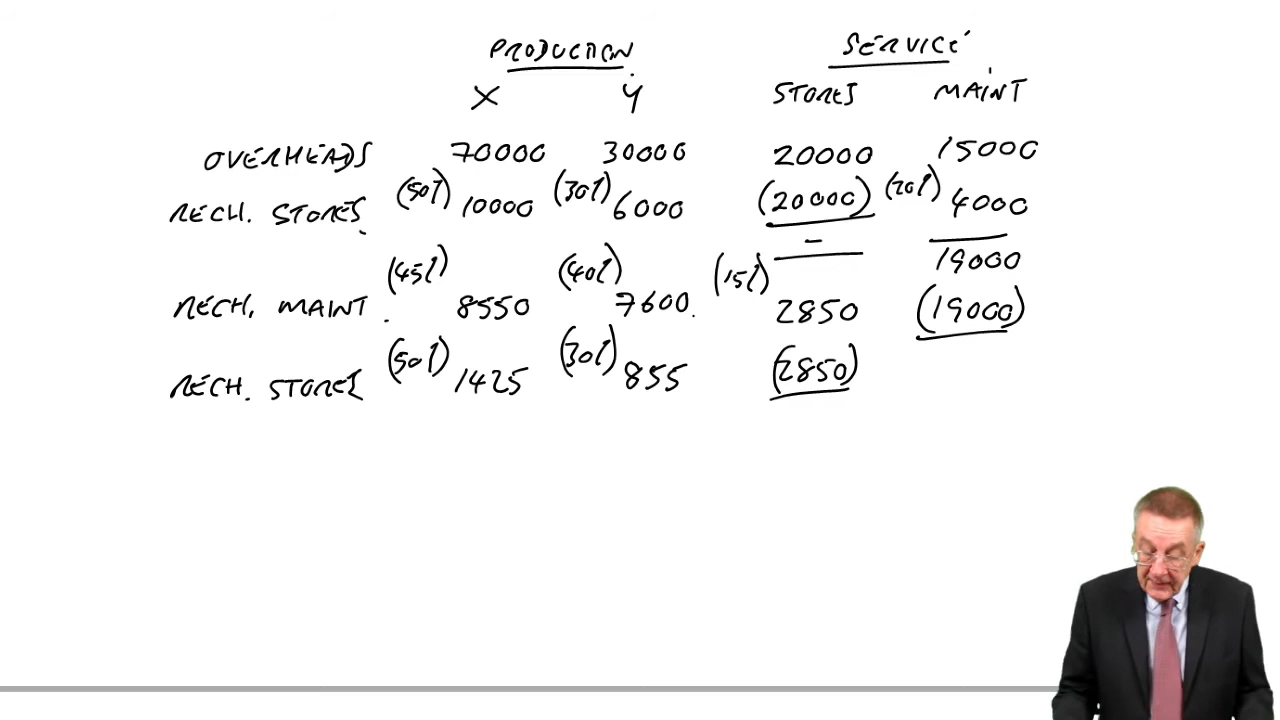 PRODUCTION SERVICE
X Y STORES MAINT
OVERHEADS 70000 30000 20000 15000
RECH. STORES (50%) 10000 (30%) 6000 (20000) (20%) 4000
- 19000
RECH. MAINT (45%) 8550 (40%) 7600 (15%) 2850 (19000)
RECH. STORES (50%) 1425 (30%) 855 (2850)